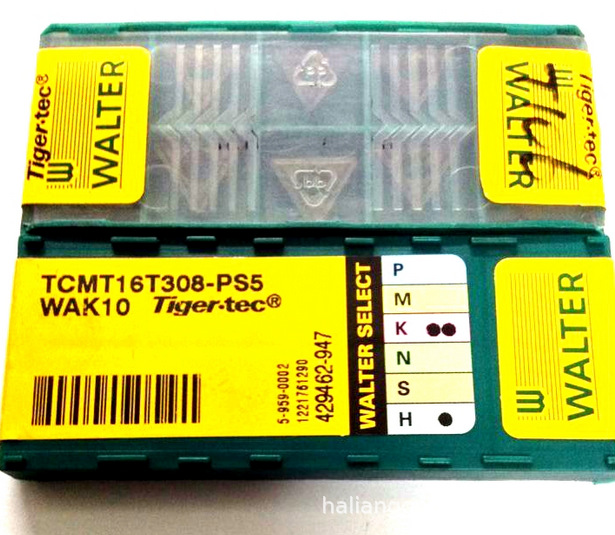 Tiger·tec®
WALTER
WALTER
Tiger·tec®
TCMT16T308-PS5
WAK10 Tiger·tec®
5-959-0002
1221761290
429462-947
WALTER SELECT
P
M
K ●●
N
S
H ●
WALTER